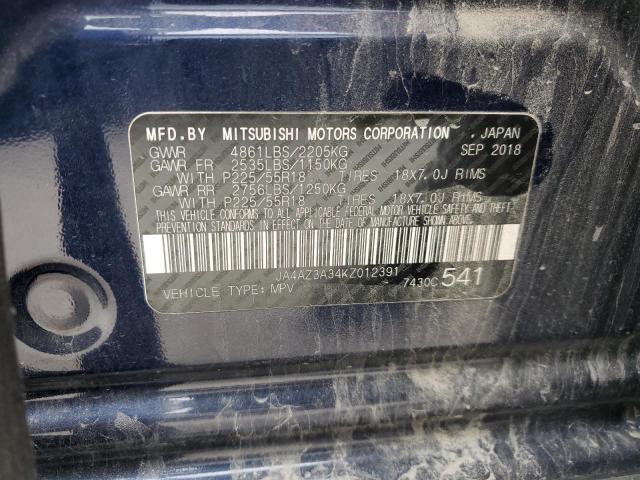 MFD.BY MITSUBISHI MOTORS CORPORATION , JAPAN
GVWR 4861LBS/2205KG SEP 2018
GAWR FR 2535LBS/1150KG
WITH P225/55R18 TIRES 18X7.0J RIMS
GAWR RR 2756LBS/1250KG
WITH P225/55R18 TIRES 18X7.0J RIMS
THIS VEHICLE CONFORMS TO ALL APPLICABLE FEDERAL MOTOR VEHICLE SAFETY AND
THEFT PREVENTION STANDARDS IN EFFECT ON THE DATE OF MANUFACTURE SHOWN ABOVE.
JA4AZ3A34KZ012391
VEHICLE TYPE: MPV 7430C 541